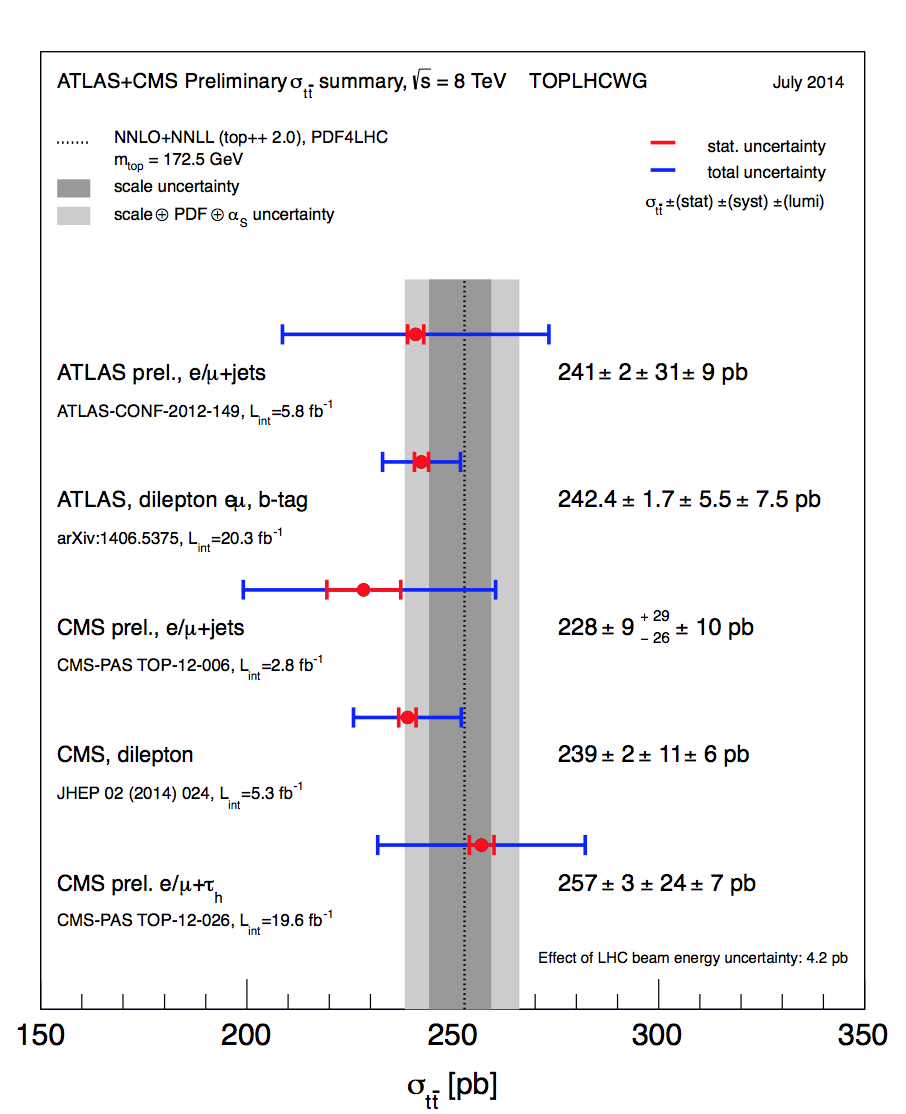 ATLAS+CMS Preliminary σtt̄ summary, √s = 8 TeV TOPLHCWG July 2014
NNLO+NNLL (top++ 2.0), PDF4LHC
mtop = 172.5 GeV
scale uncertainty
scale ⊕ PDF ⊕ αS uncertainty
stat. uncertainty
total uncertainty
σtt̄ ±(stat) ±(syst) ±(lumi)
ATLAS prel., e/μ+jets 241 ± 2 ± 31 ± 9 pb
ATLAS-CONF-2012-149, Lint=5.8 fb⁻¹
ATLAS, dilepton eμ, b-tag 242.4 ± 1.7 ± 5.5 ± 7.5 pb
arXiv:1406.5375, Lint=20.3 fb⁻¹
CMS prel., e/μ+jets 228 ± 9 + 29 − 26 ± 10 pb
CMS-PAS TOP-12-006, Lint=2.8 fb⁻¹
CMS, dilepton 239 ± 2 ± 11 ± 6 pb
JHEP 02 (2014) 024, Lint=5.3 fb⁻¹
CMS prel. e/μ+τh 257 ± 3 ± 24 ± 7 pb
CMS-PAS TOP-12-026, Lint=19.6 fb⁻¹
Effect of LHC beam energy uncertainty: 4.2 pb
150 200 250 300 350
σtt̄ [pb]